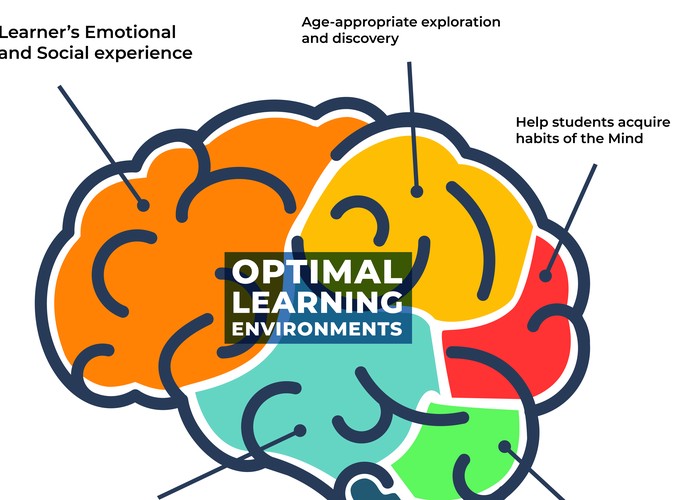 Learner's Emotional
and Social experience
Age-appropriate exploration
and discovery
Help students acquire
habits of the Mind
OPTIMAL
LEARNING
ENVIRONMENTS